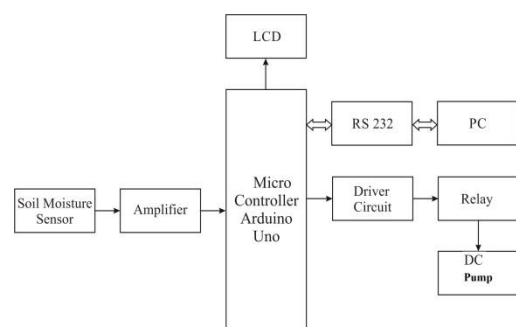 LCD
RS 232
PC
Micro
Controller
Arduino
Uno
Soil Moisture
Sensor
Amplifier
Driver
Circuit
Relay
DC
Pump